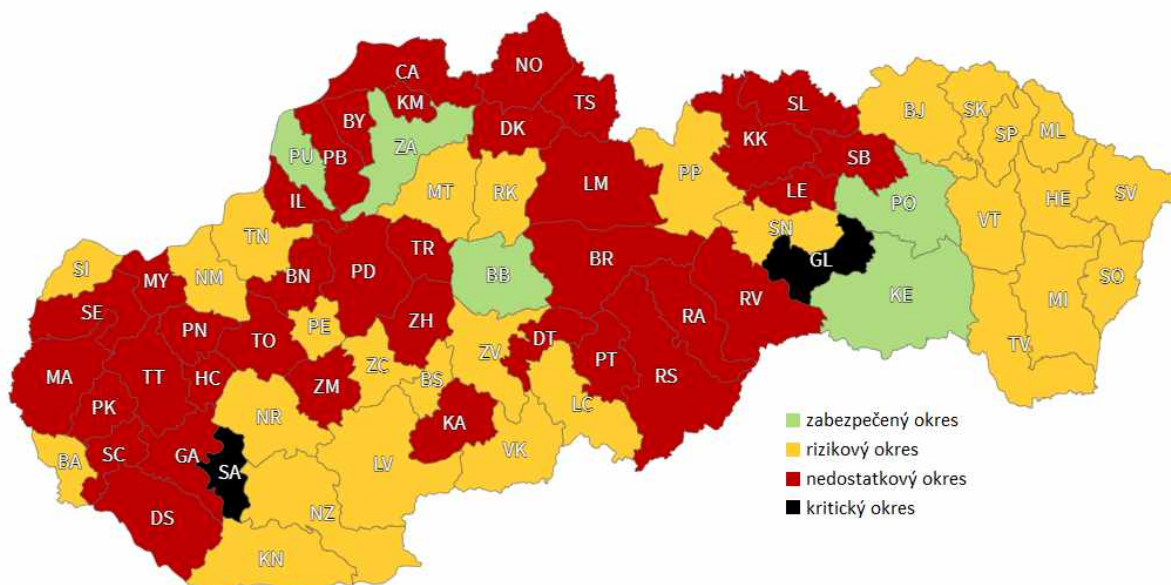 NO
CA
TS
KM
SL
BJ
SK
SP
ML
BY
DK
KK
ZA
PU
PB
SB
LM
PP
LE
MT
RK
IL
PO
HE
SV
VT
SN
TN
TR
BR
GL
SI
MY
NM
BN
PD
BB
KE
SO
MI
RV
SE
PN
TO
PE
ZH
RA
DT
ZV
TV
PT
MA
TT
HC
ZM
ZC
BS
RS
PK
NR
LC
KA
BA
SC
GA
SA
LV
VK
DS
NZ
KN
zabezpečený okres
rizikový okres
nedostatkový okres
kritický okres